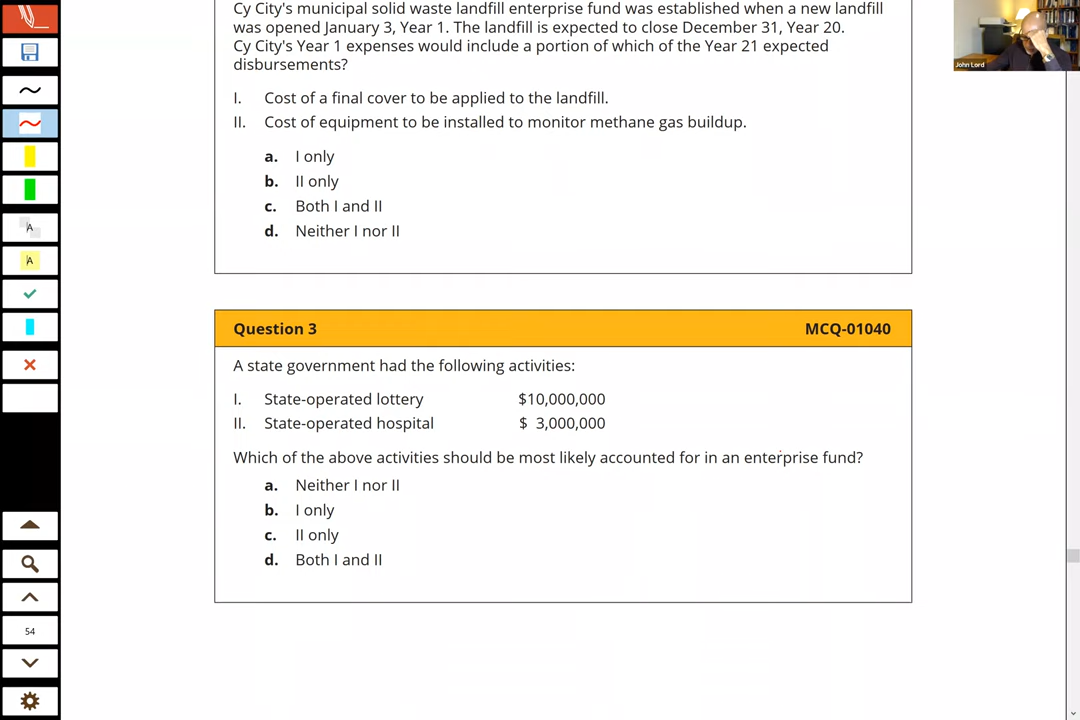 Cy City's municipal solid waste landfill enterprise fund was established when a new landfill
was opened January 3, Year 1. The landfill is expected to close December 31, Year 20.
Cy City's Year 1 expenses would include a portion of which of the Year 21 expected
disbursements?
I. Cost of a final cover to be applied to the landfill.
II. Cost of equipment to be installed to monitor methane gas buildup.
a. I only
b. II only
c. Both I and II
d. Neither I nor II
Question 3 MCQ-01040
A state government had the following activities:
I. State-operated lottery $10,000,000
II. State-operated hospital $ 3,000,000
Which of the above activities should be most likely accounted for in an enterprise fund?
a. Neither I nor II
b. I only
c. II only
d. Both I and II
John Lord
A
A
54